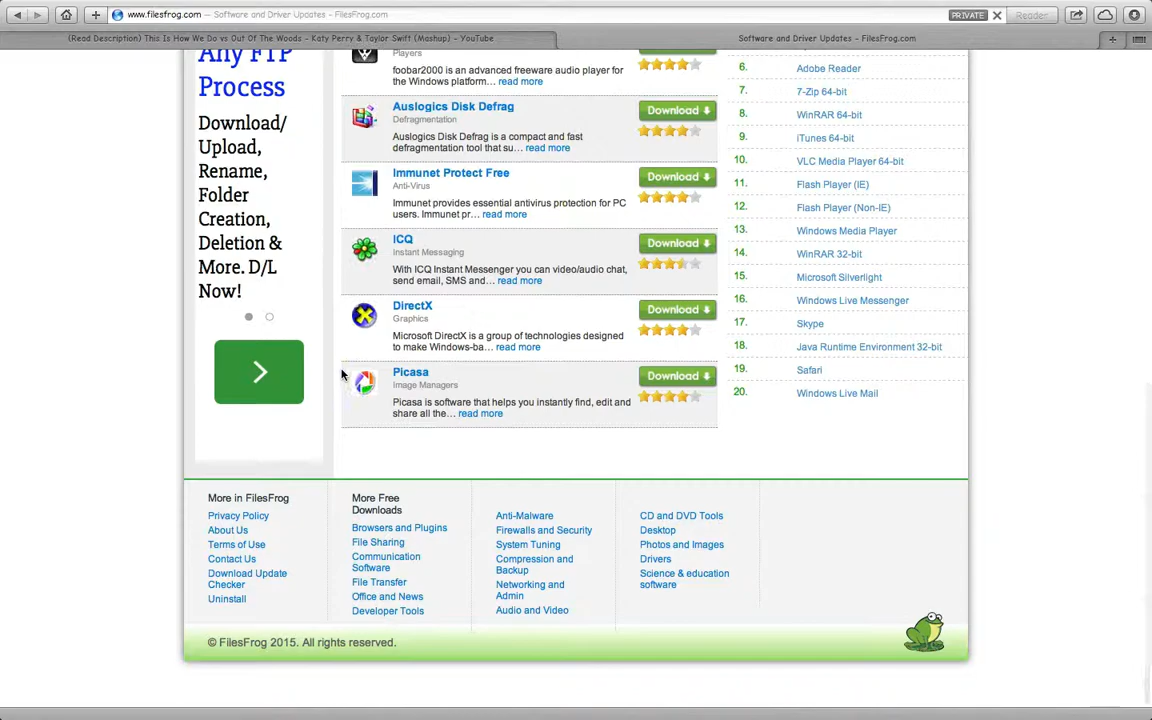 www.filesfrog.com — Software and Driver Updates - FilesFrog.com
PRIVATE
Reader
(Read Description) This Is How We Do vs Out Of The Woods - Katy Perry & Taylor Swift (Mashup) - YouTube
Software and Driver Updates - FilesFrog.com
Any FTP
Process
Download/
Upload,
Rename,
Folder
Creation,
Deletion &
More. D/L
Now!
Players
foobar2000 is an advanced freeware audio player for
the Windows platform... read more
Auslogics Disk Defrag
Defragmentation
Auslogics Disk Defrag is a compact and fast
defragmentation tool that su... read more
Download
Immunet Protect Free
Anti-Virus
Immunet provides essential antivirus protection for PC
users. Immunet pr... read more
Download
ICQ
Instant Messaging
With ICQ Instant Messenger you can video/audio chat,
send email, SMS and... read more
Download
DirectX
Graphics
Microsoft DirectX is a group of technologies designed
to make Windows-ba... read more
Download
Picasa
Image Managers
Picasa is software that helps you instantly find, edit and
share all the... read more
Download
6. Adobe Reader
7. 7-Zip 64-bit
8. WinRAR 64-bit
9. iTunes 64-bit
10. VLC Media Player 64-bit
11. Flash Player (IE)
12. Flash Player (Non-IE)
13. Windows Media Player
14. WinRAR 32-bit
15. Microsoft Silverlight
16. Windows Live Messenger
17. Skype
18. Java Runtime Environment 32-bit
19. Safari
20. Windows Live Mail
More in FilesFrog
Privacy Policy
About Us
Terms of Use
Contact Us
Download Update
Checker
Uninstall
More Free
Downloads
Browsers and Plugins
File Sharing
Communication
Software
File Transfer
Office and News
Developer Tools
Anti-Malware
Firewalls and Security
System Tuning
Compression and
Backup
Networking and
Admin
Audio and Video
CD and DVD Tools
Desktop
Photos and Images
Drivers
Science & education
software
© FilesFrog 2015. All rights reserved.